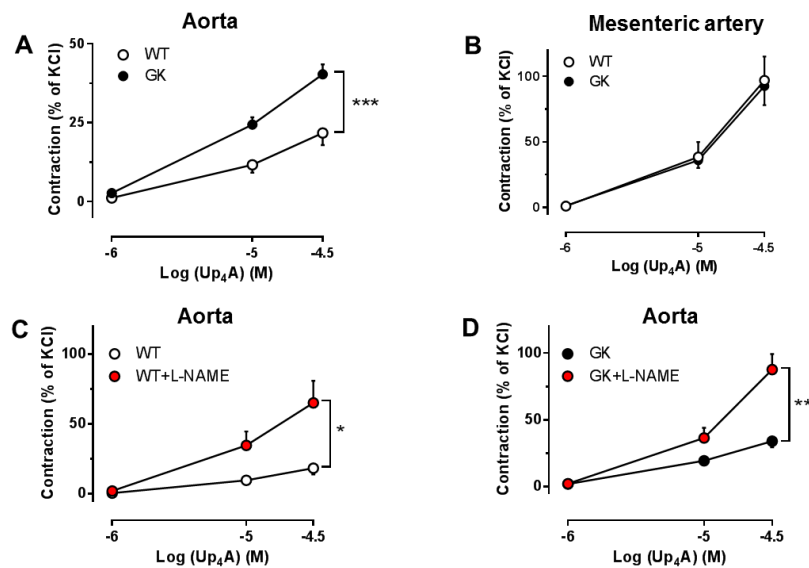 Aorta
A
50
WT
GK
25
0
***
Contraction (% of KCl)
-6
-5
-4.5
Log (Up₄A) (M)
Mesenteric artery
B
WT
GK
100
50
0
Contraction (% of KCl)
-6
-5
-4.5
Log (Up₄A) (M)
Aorta
C
WT
WT+L-NAME
100
50
0
*
Contraction (% of KCl)
-6
-5
-4.5
Log (Up₄A) (M)
Aorta
D
GK
GK+L-NAME
100
50
0
**
Contraction (% of KCl)
-6
-5
-4.5
Log (Up₄A) (M)